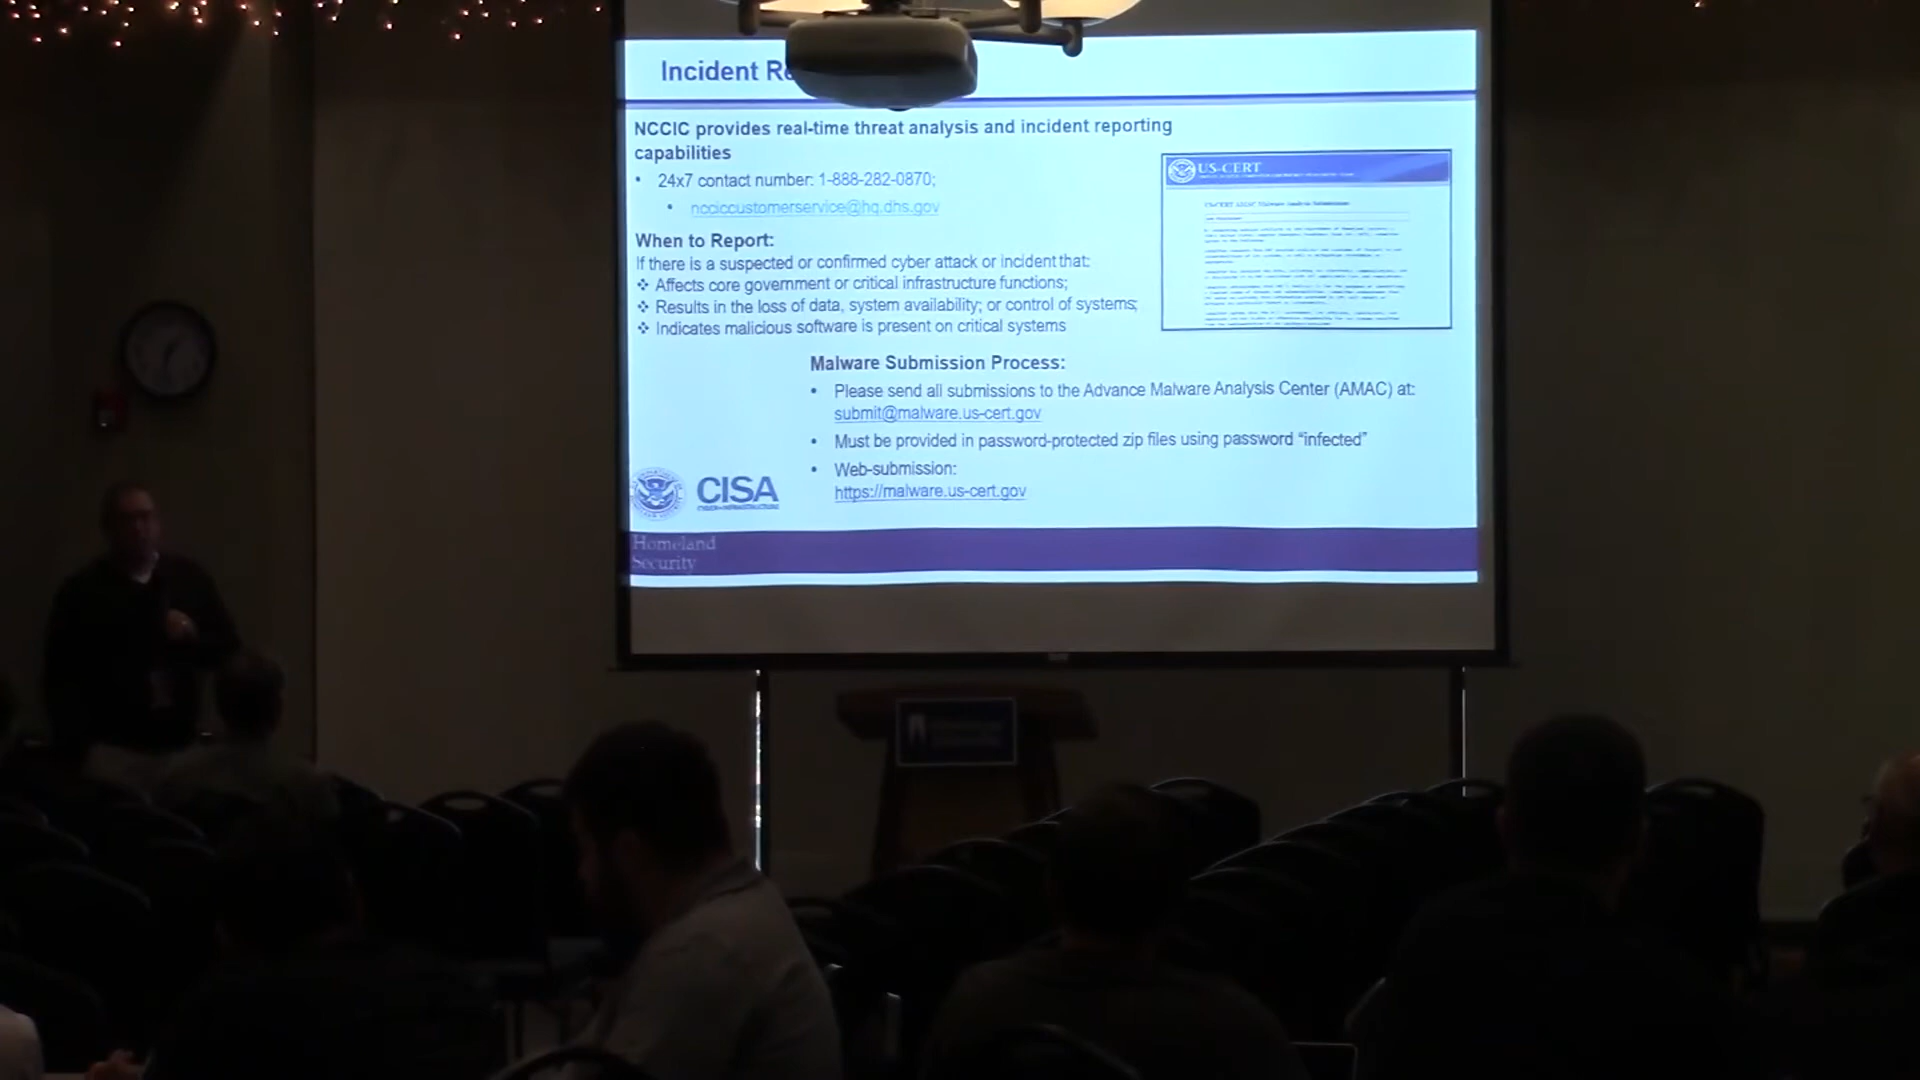 Incident Re
NCCIC provides real-time threat analysis and incident reporting
capabilities
• 24x7 contact number: 1-888-282-0870;
• ncciccustomerservice@hq.dhs.gov
When to Report:
If there is a suspected or confirmed cyber attack or incident that:
❖ Affects core government or critical infrastructure functions;
❖ Results in the loss of data, system availability; or control of systems;
❖ Indicates malicious software is present on critical systems
US-CERT
Malware Submission Process:
• Please send all submissions to the Advance Malware Analysis Center (AMAC) at:
submit@malware.us-cert.gov
• Must be provided in password-protected zip files using password “infected”
• Web-submission:
https://malware.us-cert.gov
CISA
CYBER+INFRASTRUCTURE
Homeland
Security